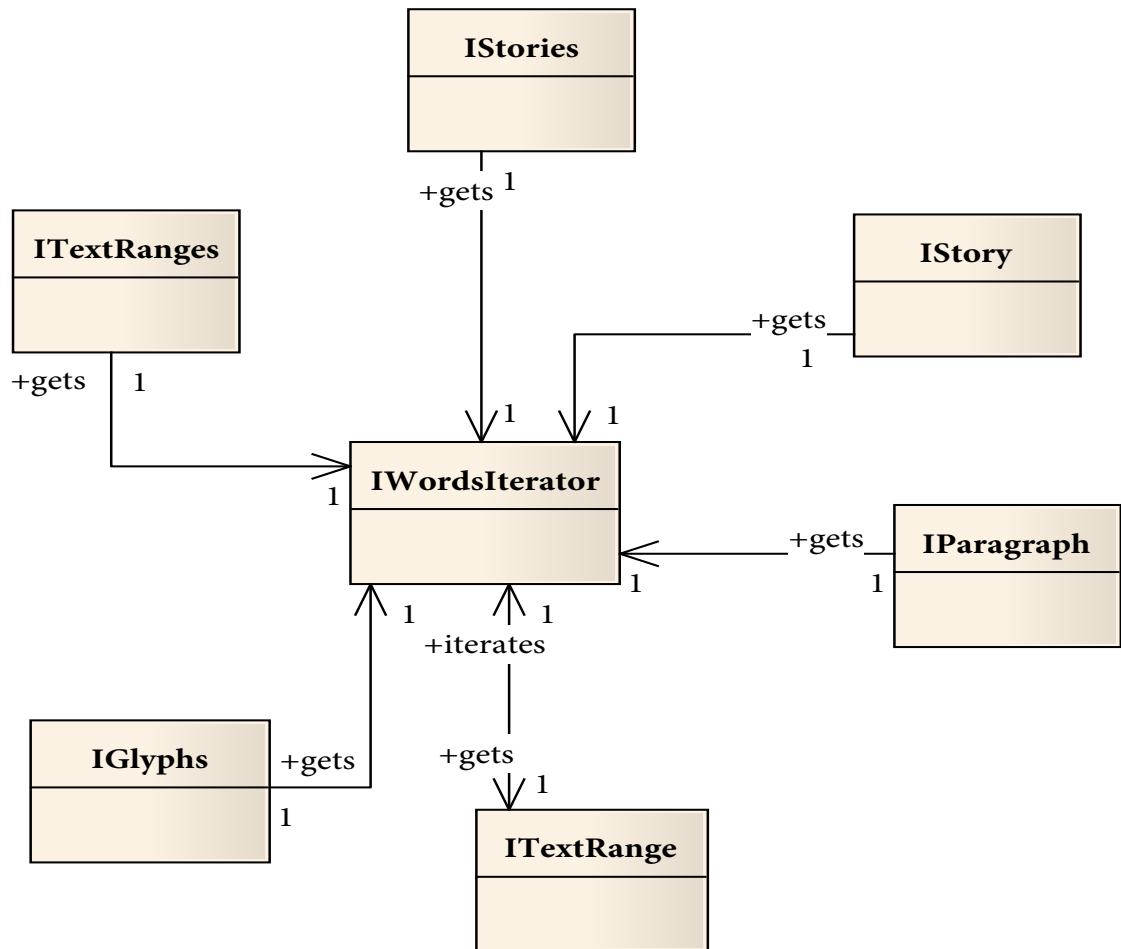 IStories
+gets 1
ITextRanges
IStory
+gets
1
+gets 1
1
1
IWordsIterator
1
IParagraph
+gets
1
1
1
1
+iterates
IGlyphs
+gets
1
+gets
1
ITextRange